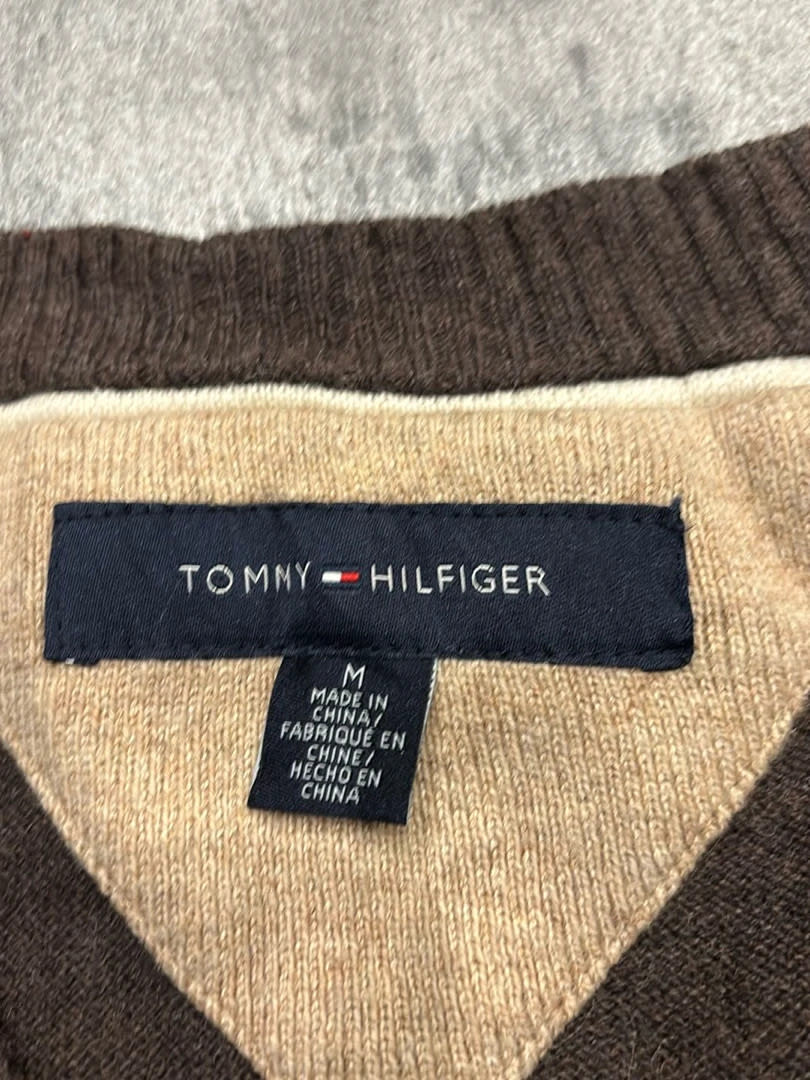 TOMMY HILFIGER
M
MADE IN
CHINA/
FABRIQUÉ EN
CHINE/
HECHO EN
CHINA